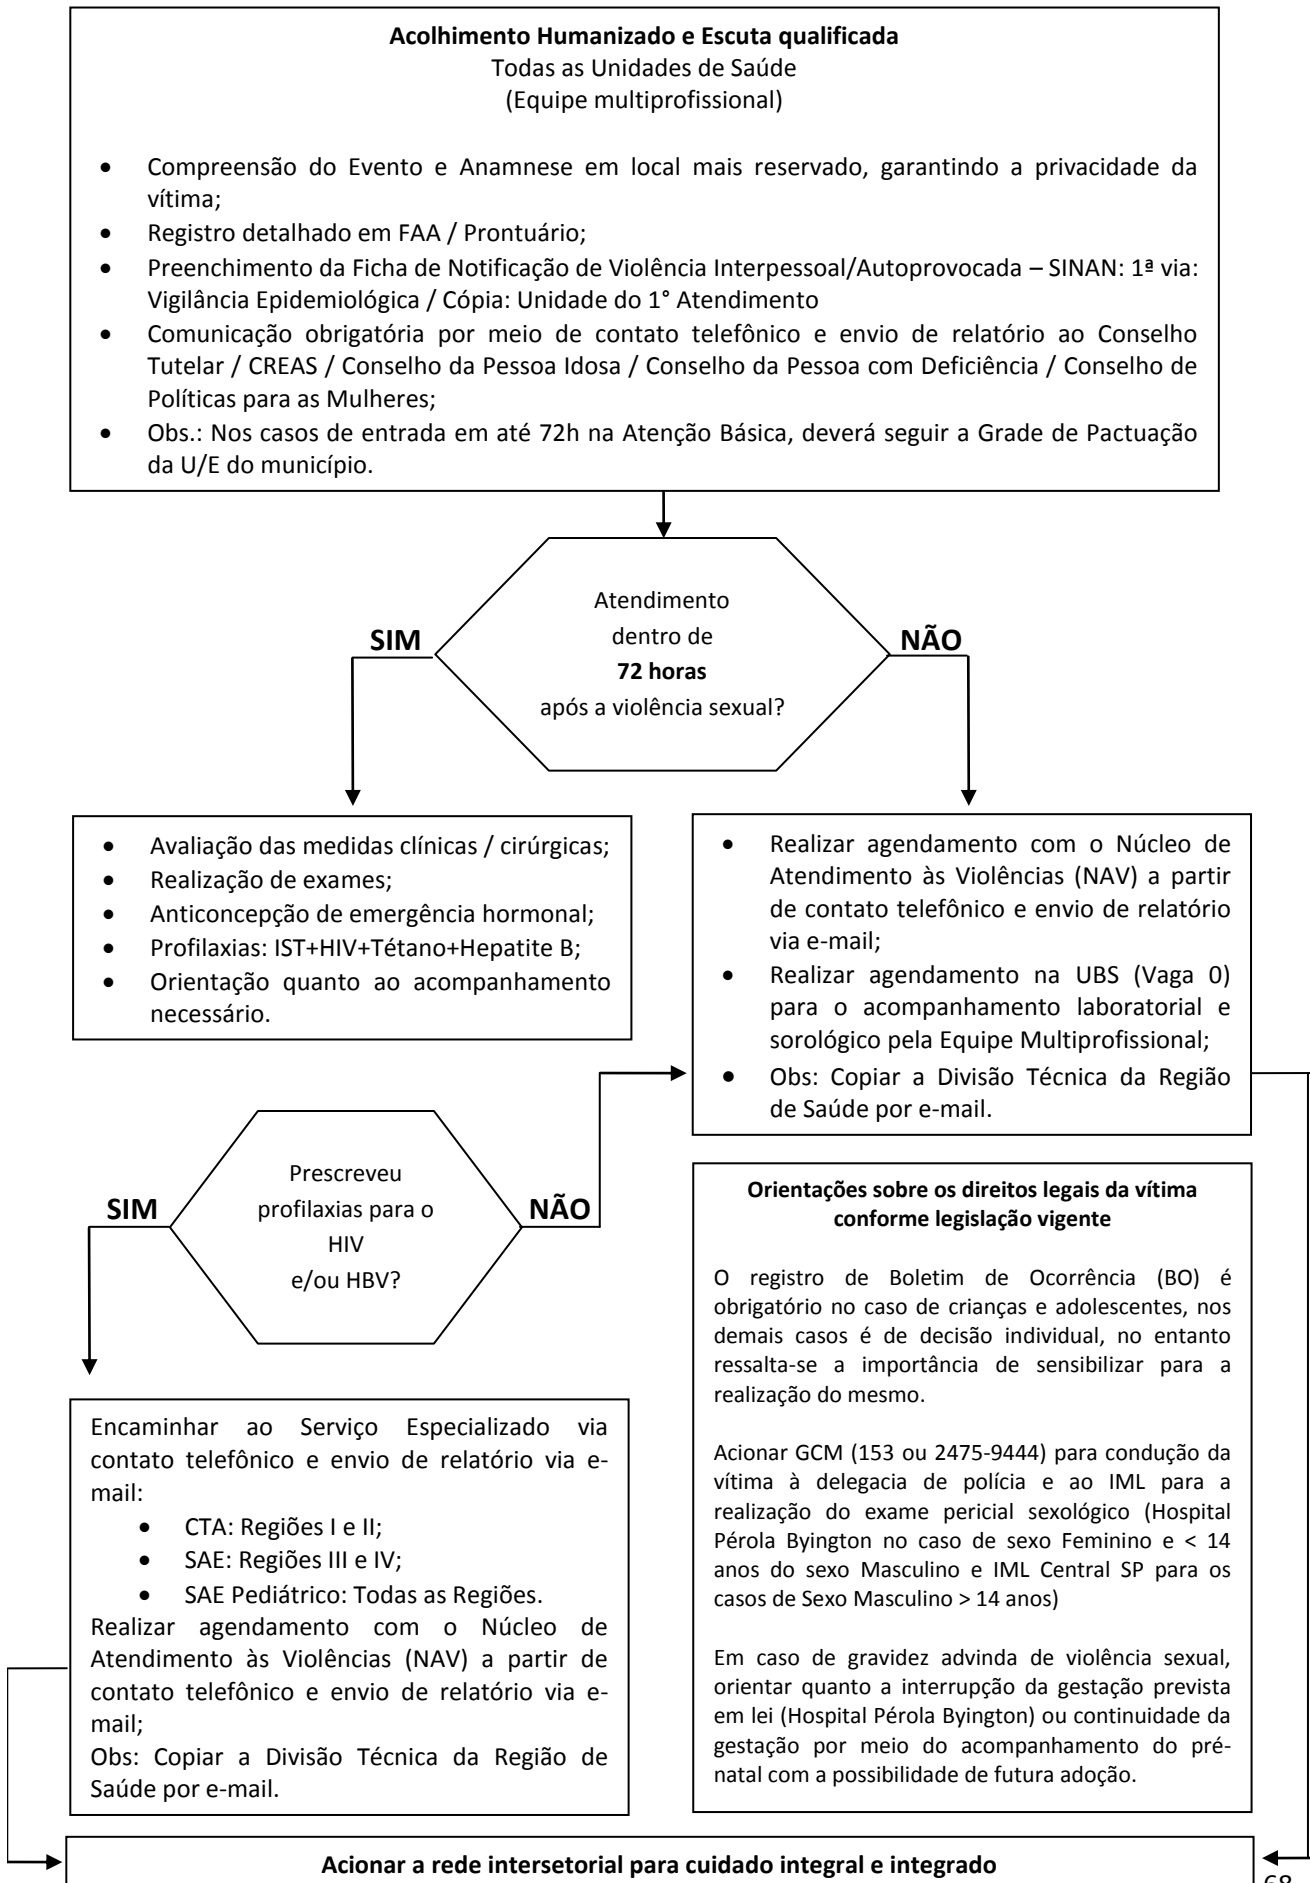 Acolhimento Humanizado e Escuta qualificada
Todas as Unidades de Saúde
(Equipe multiprofissional)
• Compreensão do Evento e Anamnese em local mais reservado, garantindo a privacidade da
vítima;
• Registro detalhado em FAA / Prontuário;
• Preenchimento da Ficha de Notificação de Violência Interpessoal/Autoprovocada – SINAN: 1ª via:
Vigilância Epidemiológica / Cópia: Unidade do 1° Atendimento
• Comunicação obrigatória por meio de contato telefônico e envio de relatório ao Conselho
Tutelar / CREAS / Conselho da Pessoa Idosa / Conselho da Pessoa com Deficiência / Conselho de
Políticas para as Mulheres;
• Obs.: Nos casos de entrada em até 72h na Atenção Básica, deverá seguir a Grade de Pactuação
da U/E do município.
Atendimento
dentro de
72 horas
após a violência sexual?
SIM
NÃO
• Avaliação das medidas clínicas / cirúrgicas;
• Realização de exames;
• Anticoncepção de emergência hormonal;
• Profilaxias: IST+HIV+Tétano+Hepatite B;
• Orientação quanto ao acompanhamento
necessário.
• Realizar agendamento com o Núcleo de
Atendimento às Violências (NAV) a partir
de contato telefônico e envio de relatório
via e-mail;
• Realizar agendamento na UBS (Vaga 0)
para o acompanhamento laboratorial e
sorológico pela Equipe Multiprofissional;
• Obs: Copiar a Divisão Técnica da Região
de Saúde por e-mail.
Prescreveu
profilaxias para o
HIV
e/ou HBV?
SIM
NÃO
Orientações sobre os direitos legais da vítima
conforme legislação vigente
O registro de Boletim de Ocorrência (BO) é
obrigatório no caso de crianças e adolescentes, nos
demais casos é de decisão individual, no entanto
ressalta-se a importância de sensibilizar para a
realização do mesmo.
Acionar GCM (153 ou 2475-9444) para condução da
vítima à delegacia de polícia e ao IML para a
realização do exame pericial sexológico (Hospital
Pérola Byington no caso de sexo Feminino e < 14
anos do sexo Masculino e IML Central SP para os
casos de Sexo Masculino > 14 anos)
Em caso de gravidez advinda de violência sexual,
orientar quanto a interrupção da gestação prevista
em lei (Hospital Pérola Byington) ou continuidade da
gestação por meio do acompanhamento do pré-
natal com a possibilidade de futura adoção.
Encaminhar ao Serviço Especializado via
contato telefônico e envio de relatório via e-
mail:
• CTA: Regiões I e II;
• SAE: Regiões III e IV;
• SAE Pediátrico: Todas as Regiões.
Realizar agendamento com o Núcleo de
Atendimento às Violências (NAV) a partir de
contato telefônico e envio de relatório via e-
mail;
Obs: Copiar a Divisão Técnica da Região de
Saúde por e-mail.
Acionar a rede intersetorial para cuidado integral e integrado
68